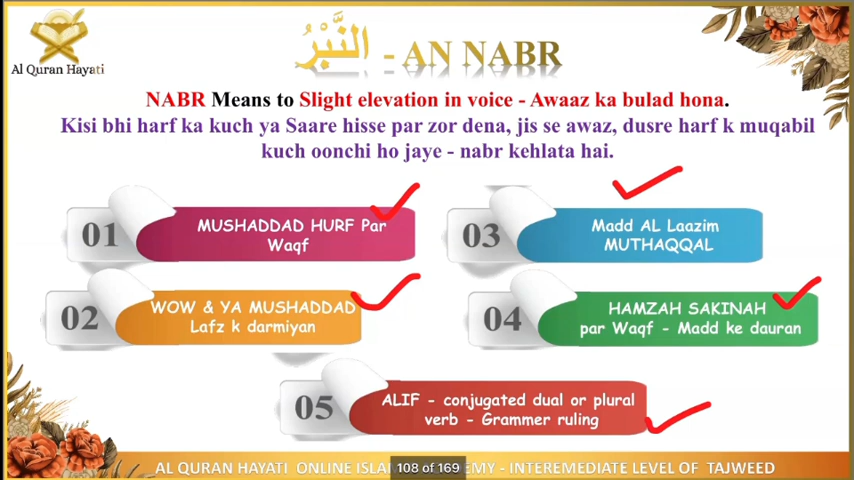 Al Quran Hayati
النَّبْرُ - AN NABR
NABR Means to Slight elevation in voice - Awaaz ka bulad hona.
Kisi bhi harf ka kuch ya Saare hisse par zor dena, jis se awaz, dusre harf k muqabil
kuch oonchi ho jaye - nabr kehlata hai.
01
MUSHADDAD HURF Par
Waqf
03
Madd AL Laazim
MUTHAQQAL
02
WOW & YA MUSHADDAD
Lafz k darmiyan
04
HAMZAH SAKINAH
par Waqf - Madd ke dauran
05
ALIF - conjugated dual or plural
verb - Grammer ruling
AL QURAN HAYATI ONLINE ISLA EMY - INTEREMEDIATE LEVEL OF TAJWEED
108 of 169